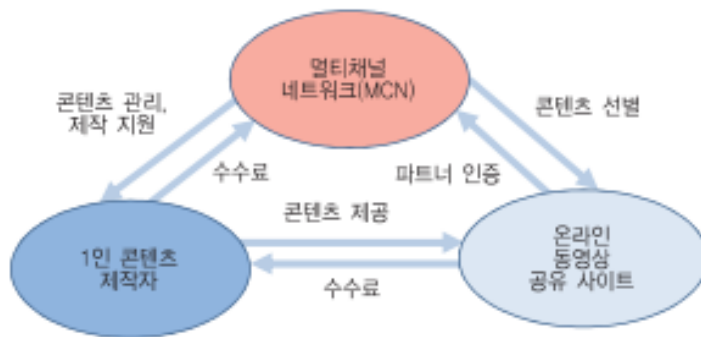 멀티채널
네트워크(MCN)
콘텐츠 관리,
제작 지원
콘텐츠 선별
수수료
파트너 인증
콘텐츠 제공
1인 콘텐츠
제작자
온라인
동영상
공유 사이트
수수료